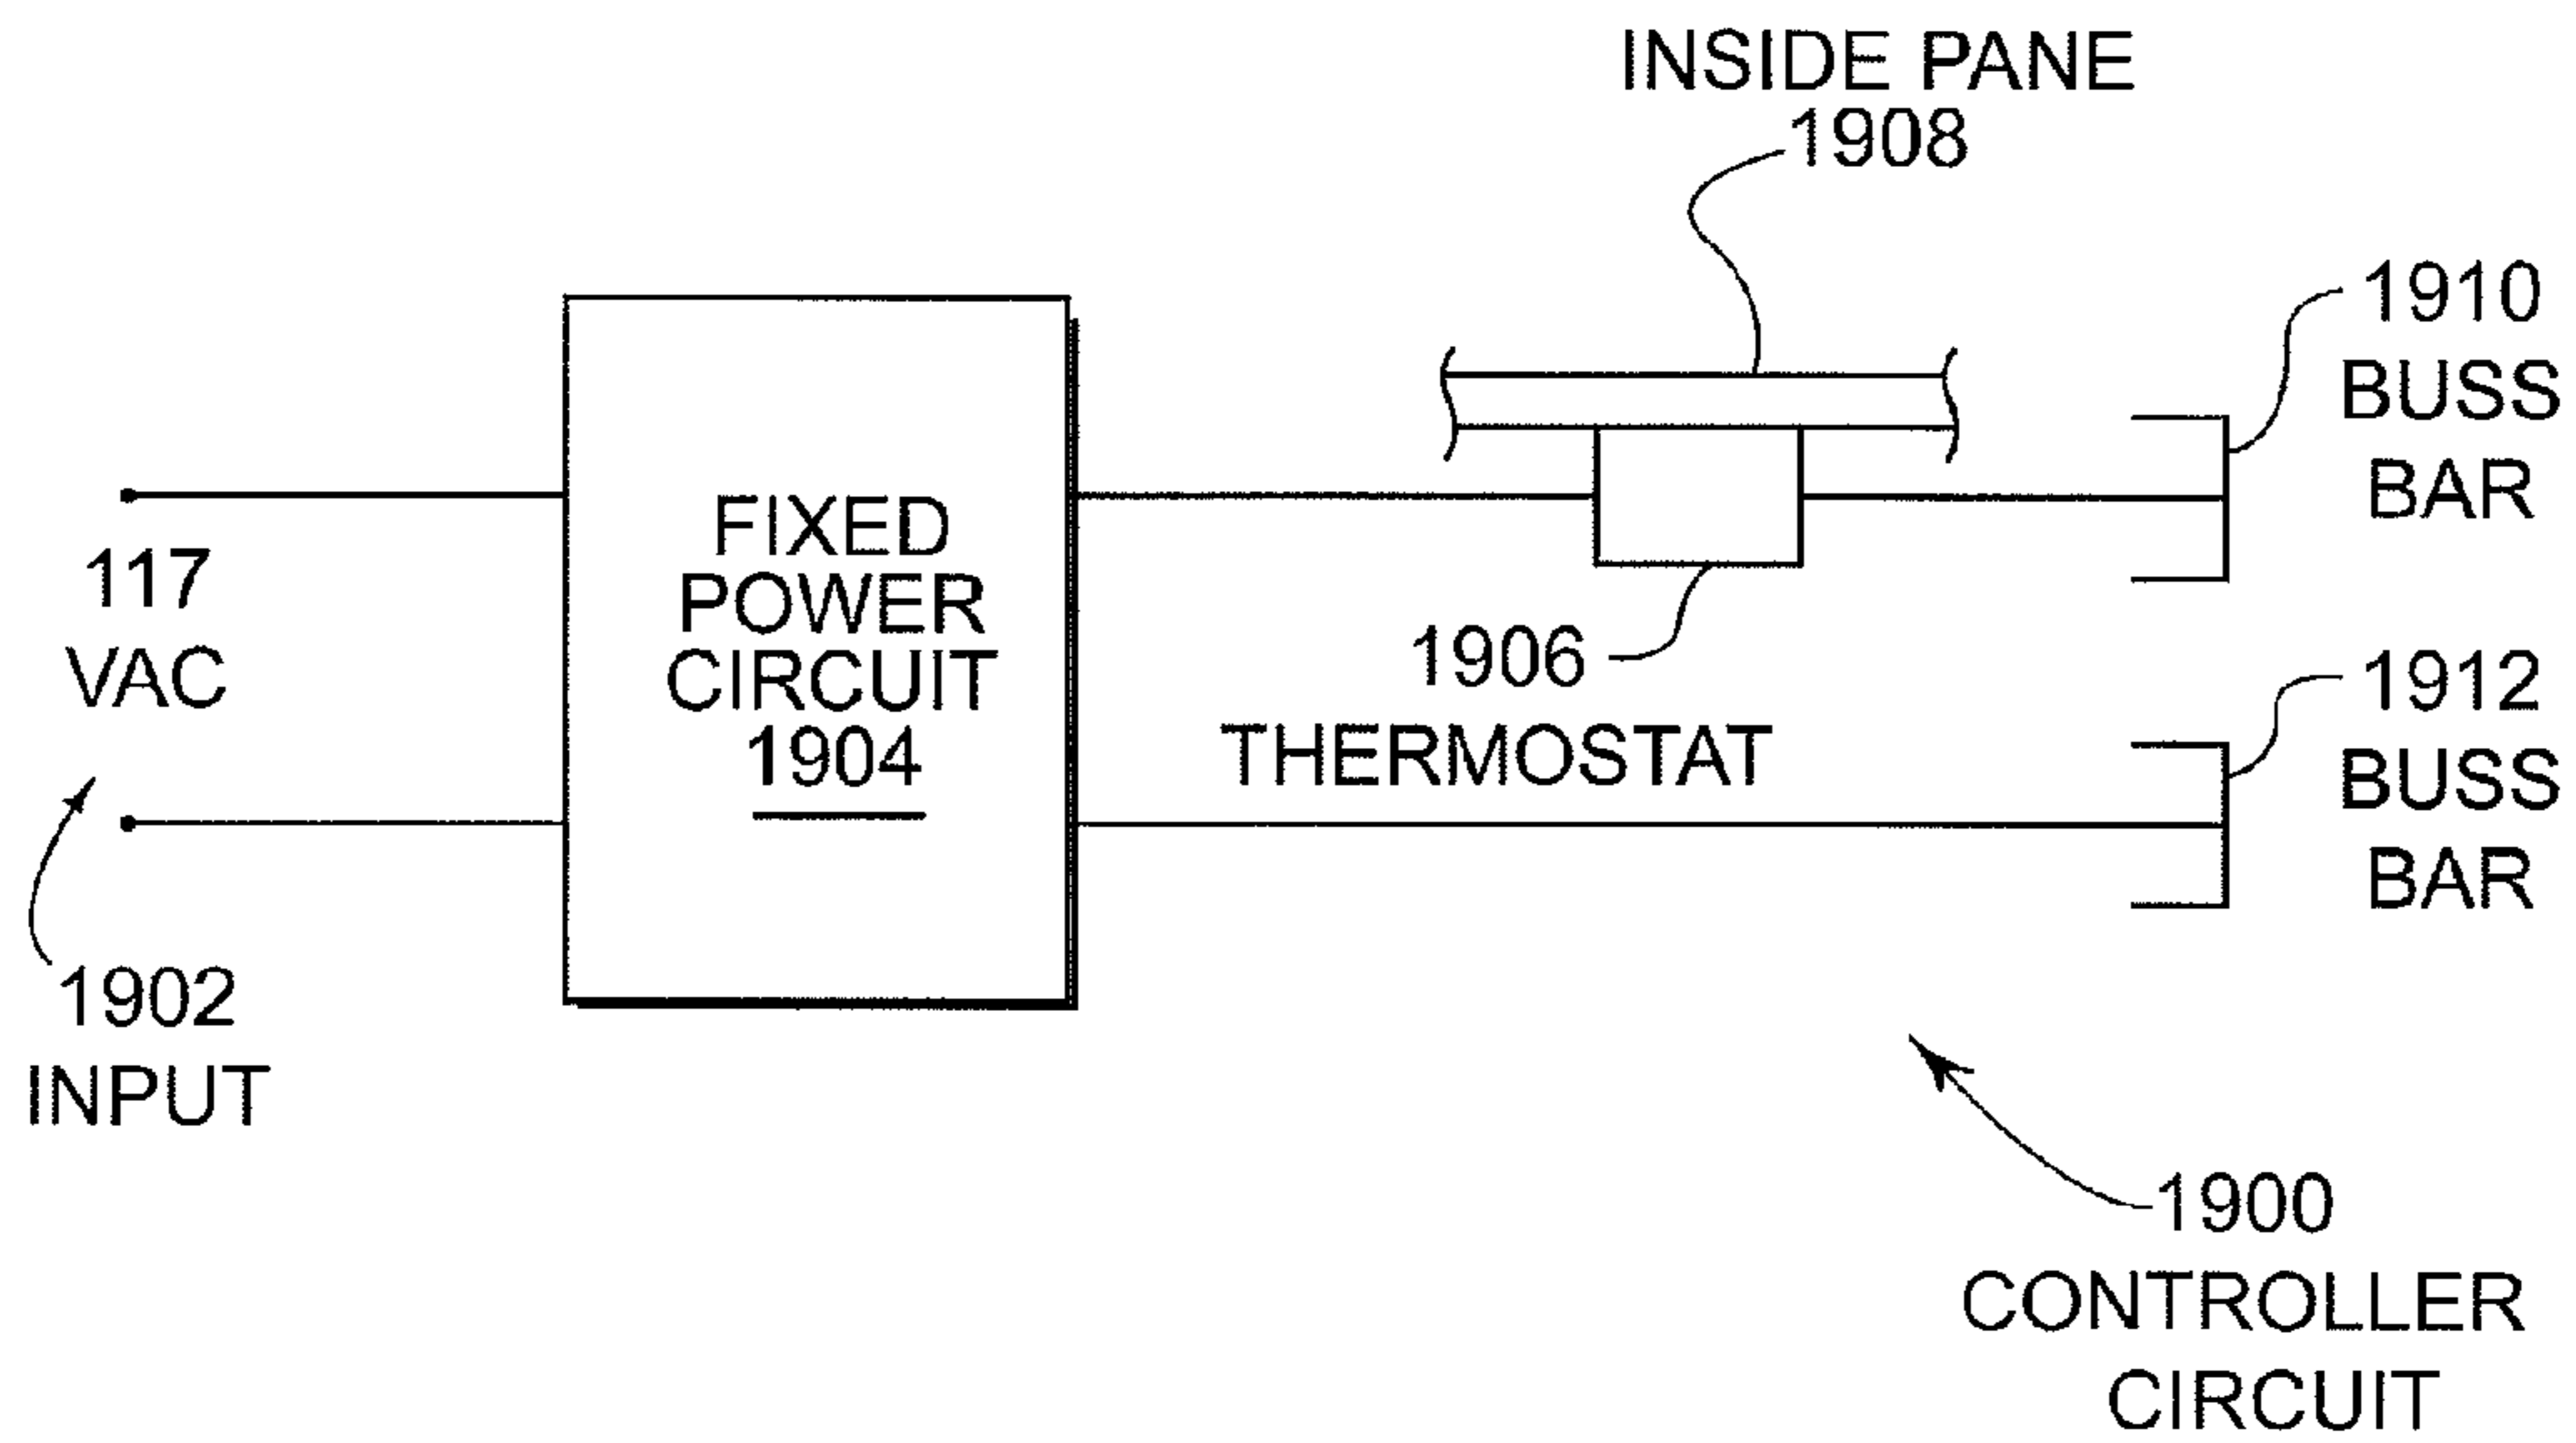 INSIDE PANE
1908
1910
BUSS
BAR
117
VAC
FIXED
POWER
CIRCUIT
1904
1906
THERMOSTAT
1912
BUSS
BAR
1902
INPUT
1900
CONTROLLER
CIRCUIT